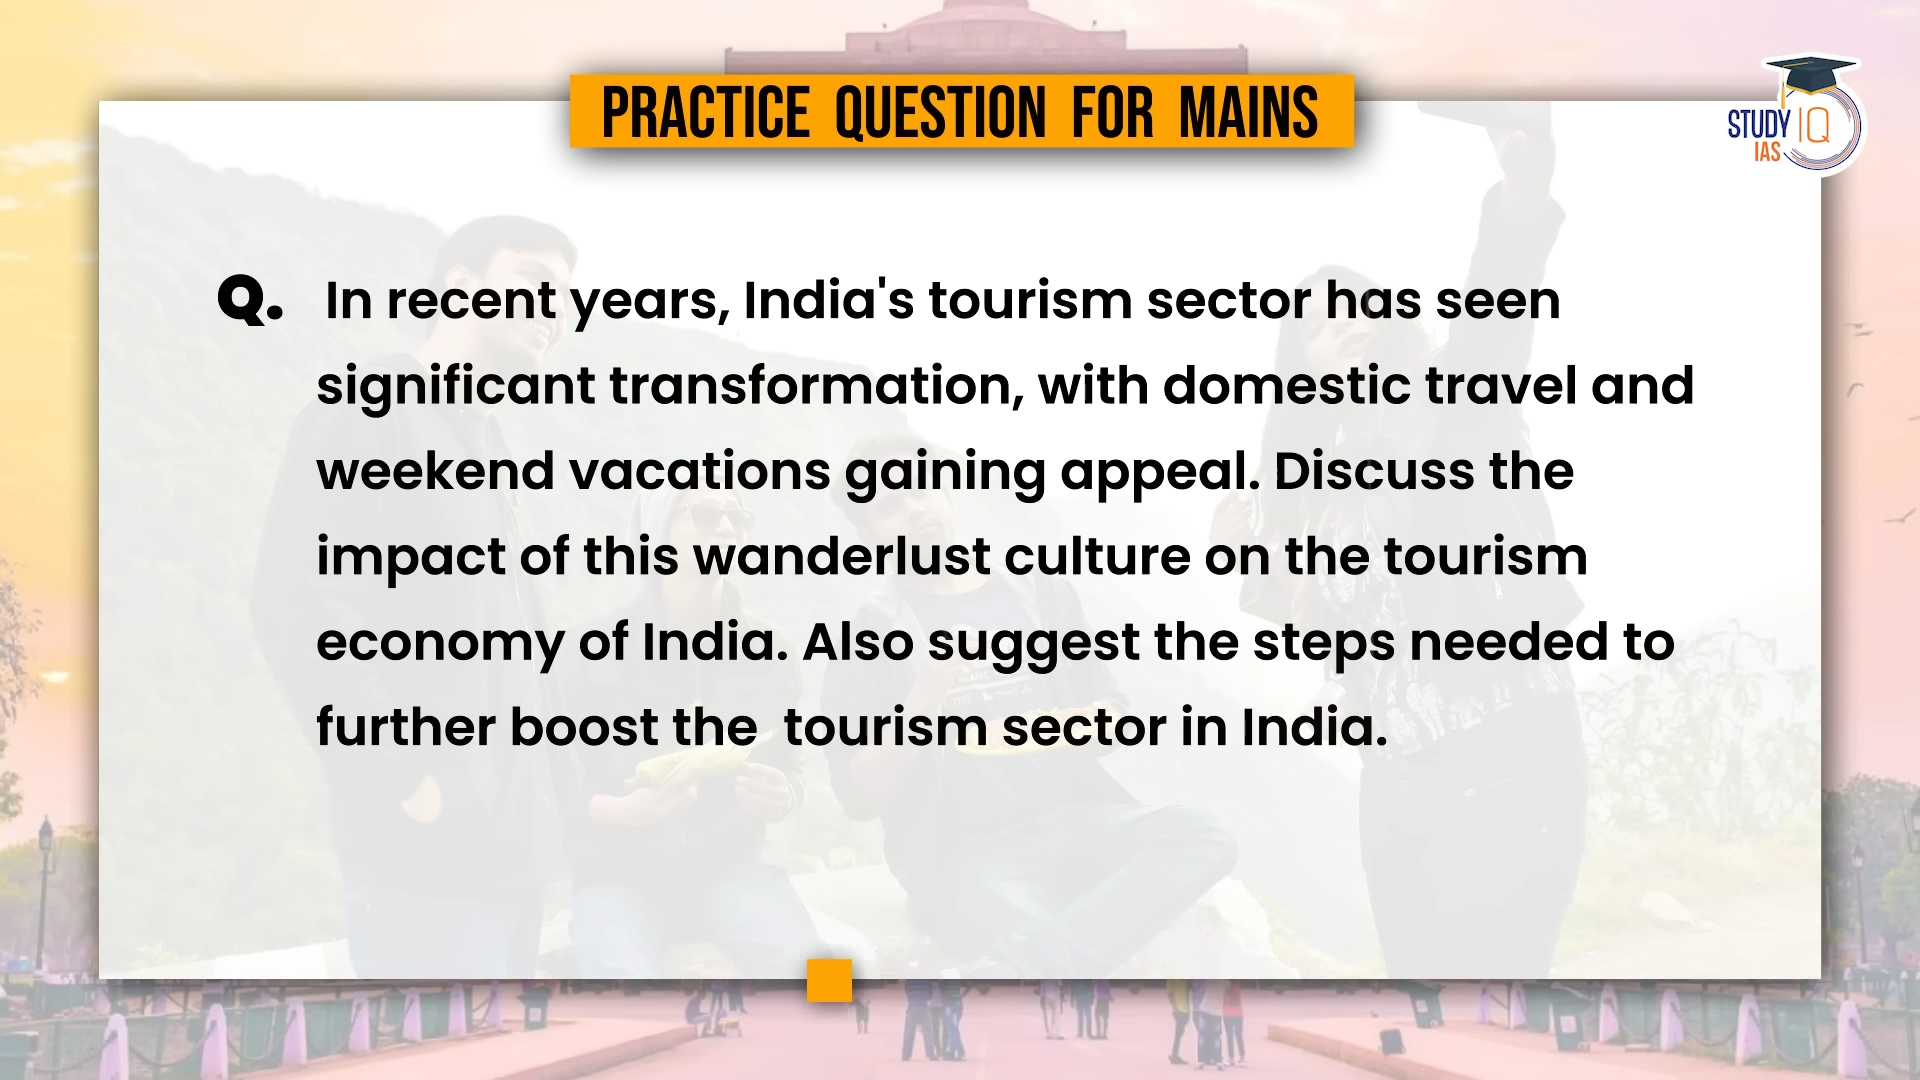 PRACTICE QUESTION FOR MAINS
STUDY IQ
IAS
Q. In recent years, India's tourism sector has seen
significant transformation, with domestic travel and
weekend vacations gaining appeal. Discuss the
impact of this wanderlust culture on the tourism
economy of India. Also suggest the steps needed to
further boost the tourism sector in India.